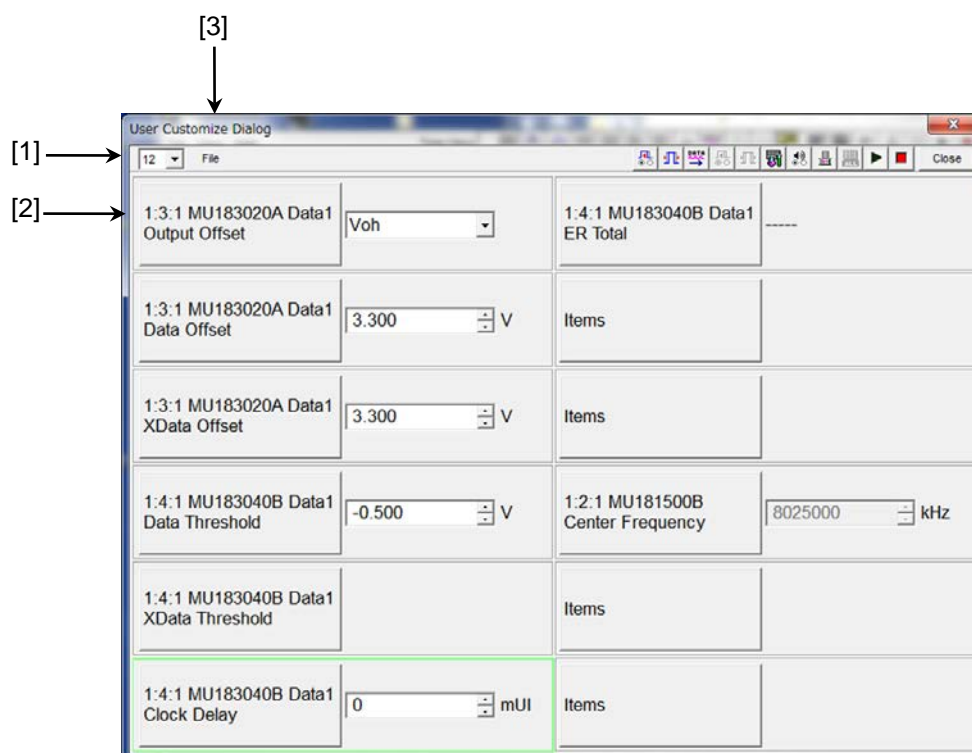 [3]
User Customize Dialog
[1]
12 File Close
[2]
1:3:1 MU183020A Data1
Output Offset
Voh
1:4:1 MU183040B Data1
ER Total
-----
1:3:1 MU183020A Data1
Data Offset
3.300 V
Items
1:3:1 MU183020A Data1
XData Offset
3.300 V
Items
1:4:1 MU183040B Data1
Data Threshold
-0.500 V
1:2:1 MU181500B
Center Frequency
8025000 kHz
1:4:1 MU183040B Data1
XData Threshold
Items
1:4:1 MU183040B Data1
Clock Delay
0 mUI
Items